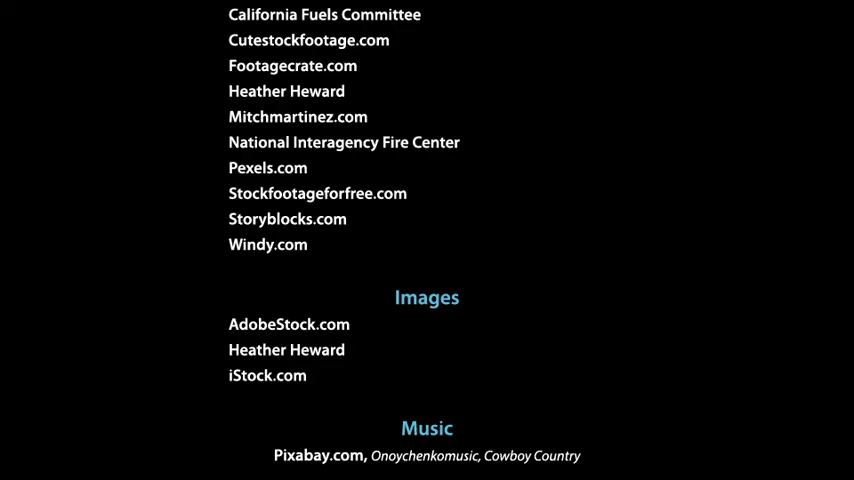 California Fuels Committee
Cutestockfootage.com
Footagecrate.com
Heather Heward
Mitchmartinez.com
National Interagency Fire Center
Pexels.com
Stockfootageforfree.com
Storyblocks.com
Windy.com
Images
AdobeStock.com
Heather Heward
iStock.com
Music
Pixabay.com, Onoychenkomusic, Cowboy Country